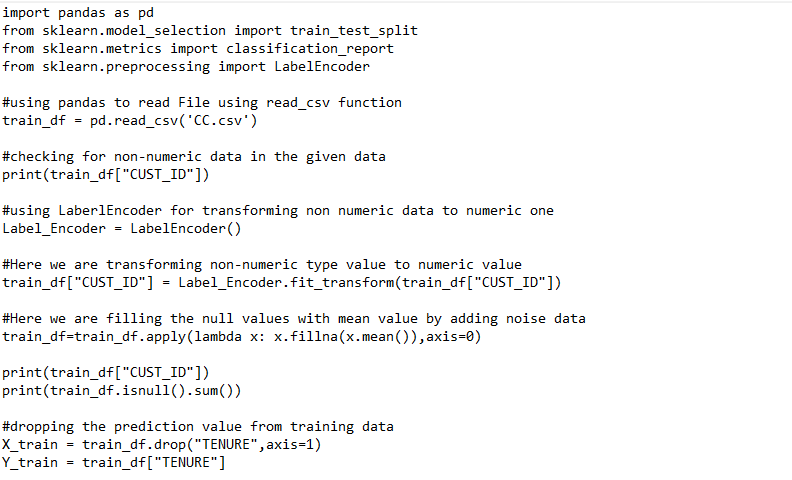 import pandas as pd
from sklearn.model_selection import train_test_split
from sklearn.metrics import classification_report
from sklearn.preprocessing import LabelEncoder
#using pandas to read File using read_csv function
train_df = pd.read_csv('CC.csv')
#checking for non-numeric data in the given data
print(train_df["CUST_ID"])
#using LaberlEncoder for transforming non numeric data to numeric one
Label_Encoder = LabelEncoder()
#Here we are transforming non-numeric type value to numeric value
train_df["CUST_ID"] = Label_Encoder.fit_transform(train_df["CUST_ID"])
#Here we are filling the null values with mean value by adding noise data
train_df=train_df.apply(lambda x: x.fillna(x.mean()),axis=0)
print(train_df["CUST_ID"])
print(train_df.isnull().sum())
#dropping the prediction value from training data
X_train = train_df.drop("TENURE",axis=1)
Y_train = train_df["TENURE"]